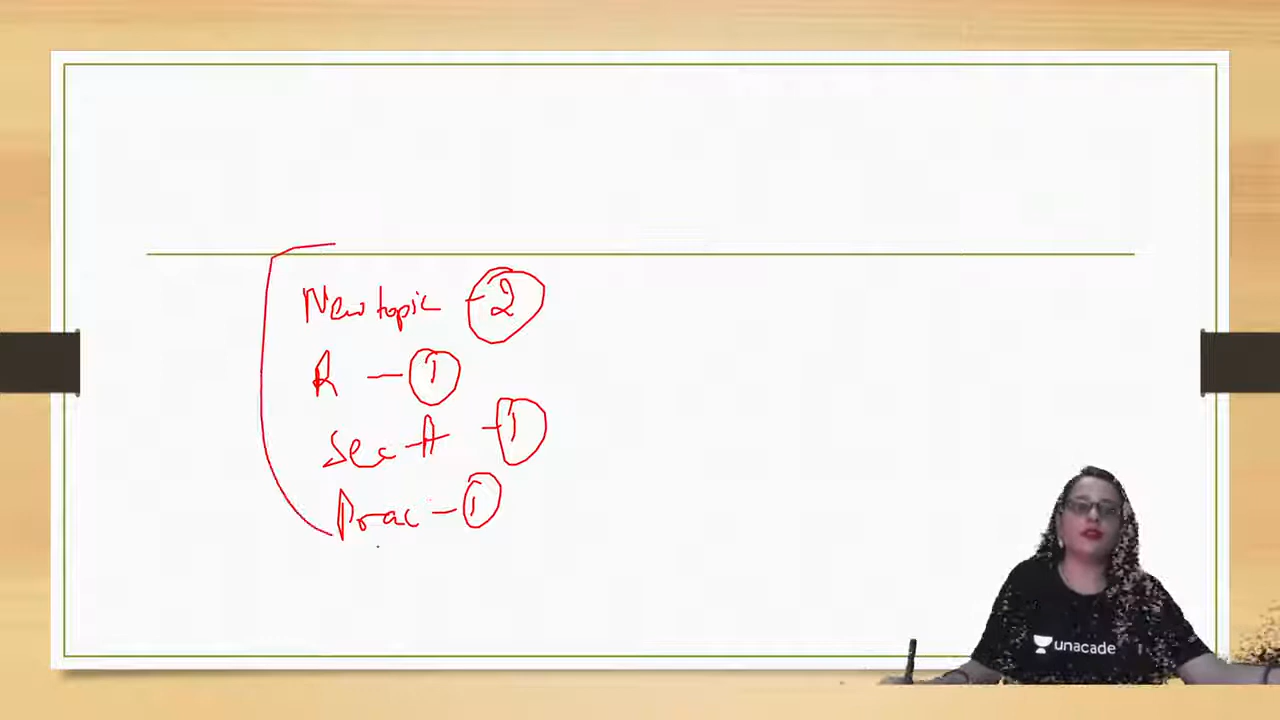 New topic - 2
R - 1
Sec-A - 1
Prac - 1
unacade